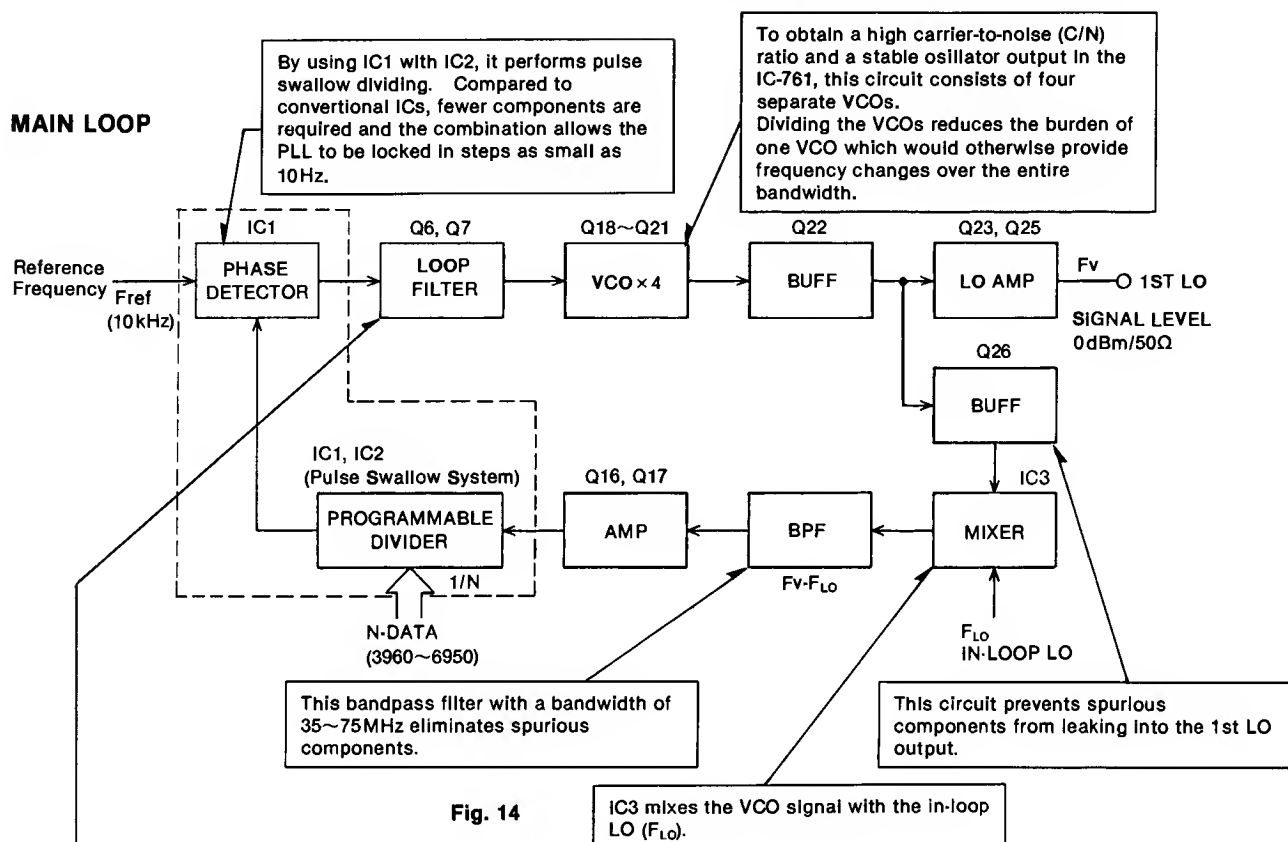 By using IC1 with IC2, it performs pulse
swallow dividing. Compared to
convertional ICs, fewer components are
required and the combination allows the
PLL to be locked in steps as small as
10Hz.
To obtain a high carrier-to-noise (C/N)
ratio and a stable osillator output in the
IC-761, this circuit consists of four
separate VCOs.
Dividing the VCOs reduces the burden of
one VCO which would otherwise provide
frequency changes over the entire
bandwidth.
MAIN LOOP
IC1
Q6, Q7
Q18~Q21
Q22
Q23, Q25
Reference
Frequency
Fref
(10kHz)
PHASE
DETECTOR
LOOP
FILTER
VCO × 4
BUFF
LO AMP
Fv
1ST LO
SIGNAL LEVEL
0dBm/50Ω
Q26
BUFF
IC1, IC2
(Pulse Swallow System)
Q16, Q17
IC3
PROGRAMMABLE
DIVIDER
1/N
AMP
BPF
MIXER
Fv-FLO
N-DATA
(3960~6950)
FLO
IN-LOOP LO
This bandpass filter with a bandwidth of
35~75MHz eliminates spurious
components.
This circuit prevents spurious
components from leaking into the 1st LO
output.
Fig. 14
IC3 mixes the VCO signal with the in-loop
LO (FLO).